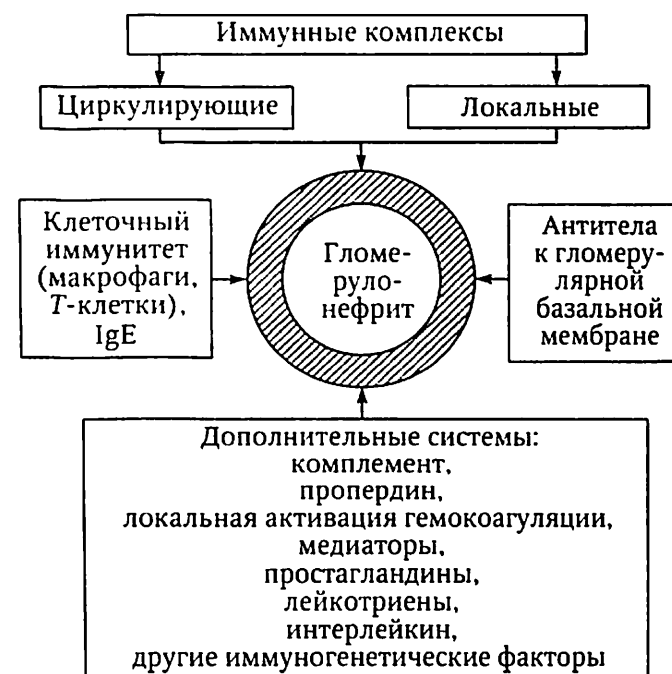 Иммунные комплексы
Циркулирующие
Локальные
Клеточный
иммунитет
(макрофаги,
Т-клетки),
IgE
Гломе-
руло-
нефрит
Антитела
к гломеру-
лярной
базальной
мембране
Дополнительные системы:
комплемент,
пропердин,
локальная активация гемокоагуляции,
медиаторы,
простагландины,
лейкотриены,
интерлейкин,
другие иммуногенетические факторы